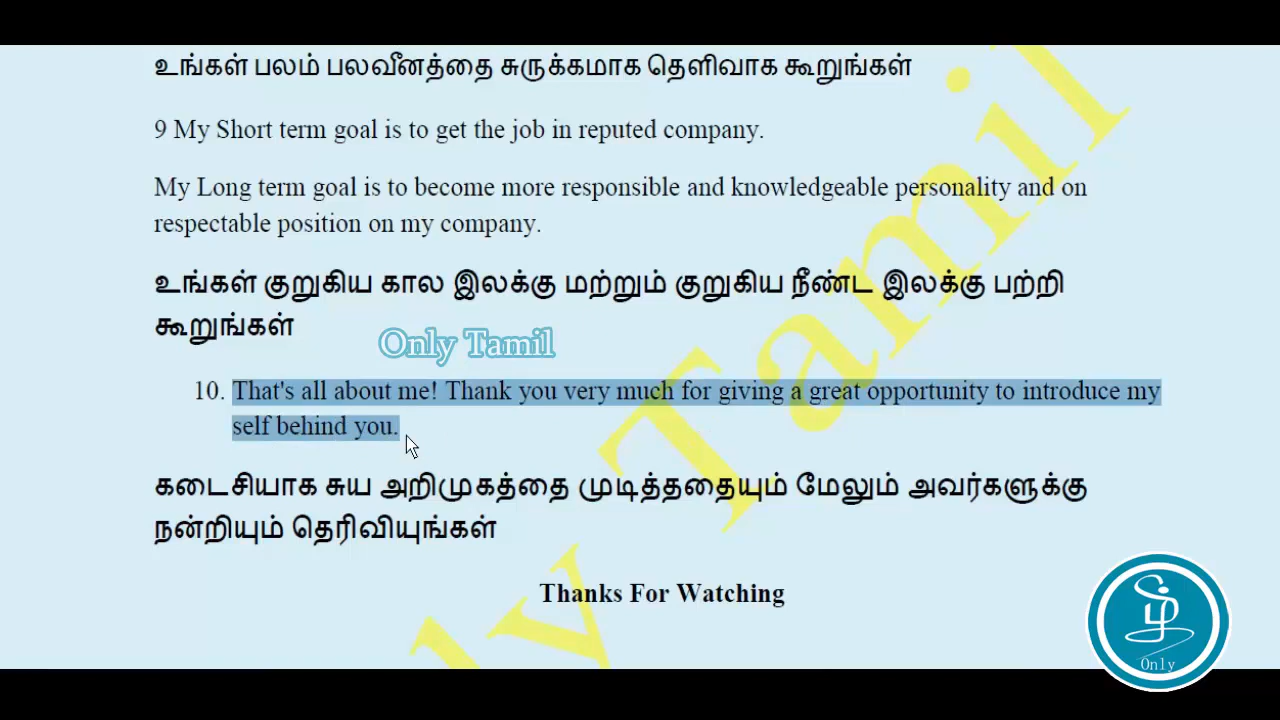 உங்கள் பலம் பலவீனத்தை சுருக்கமாக தெளிவாக கூறுங்கள்
9 My Short term goal is to get the job in reputed company.
My Long term goal is to become more responsible and knowledgeable personality and on
respectable position on my company.
உங்கள் குறுகிய கால இலக்கு மற்றும் குறுகிய நீண்ட இலக்கு பற்றி
கூறுங்கள்
Only Tamil
10. That's all about me! Thank you very much for giving a great opportunity to introduce my
self behind you.
கடைசியாக சுய அறிமுகத்தை முடித்ததையும் மேலும் அவர்களுக்கு
நன்றியும் தெரிவியுங்கள்
Thanks For Watching
ly Tamil
ழி
Only